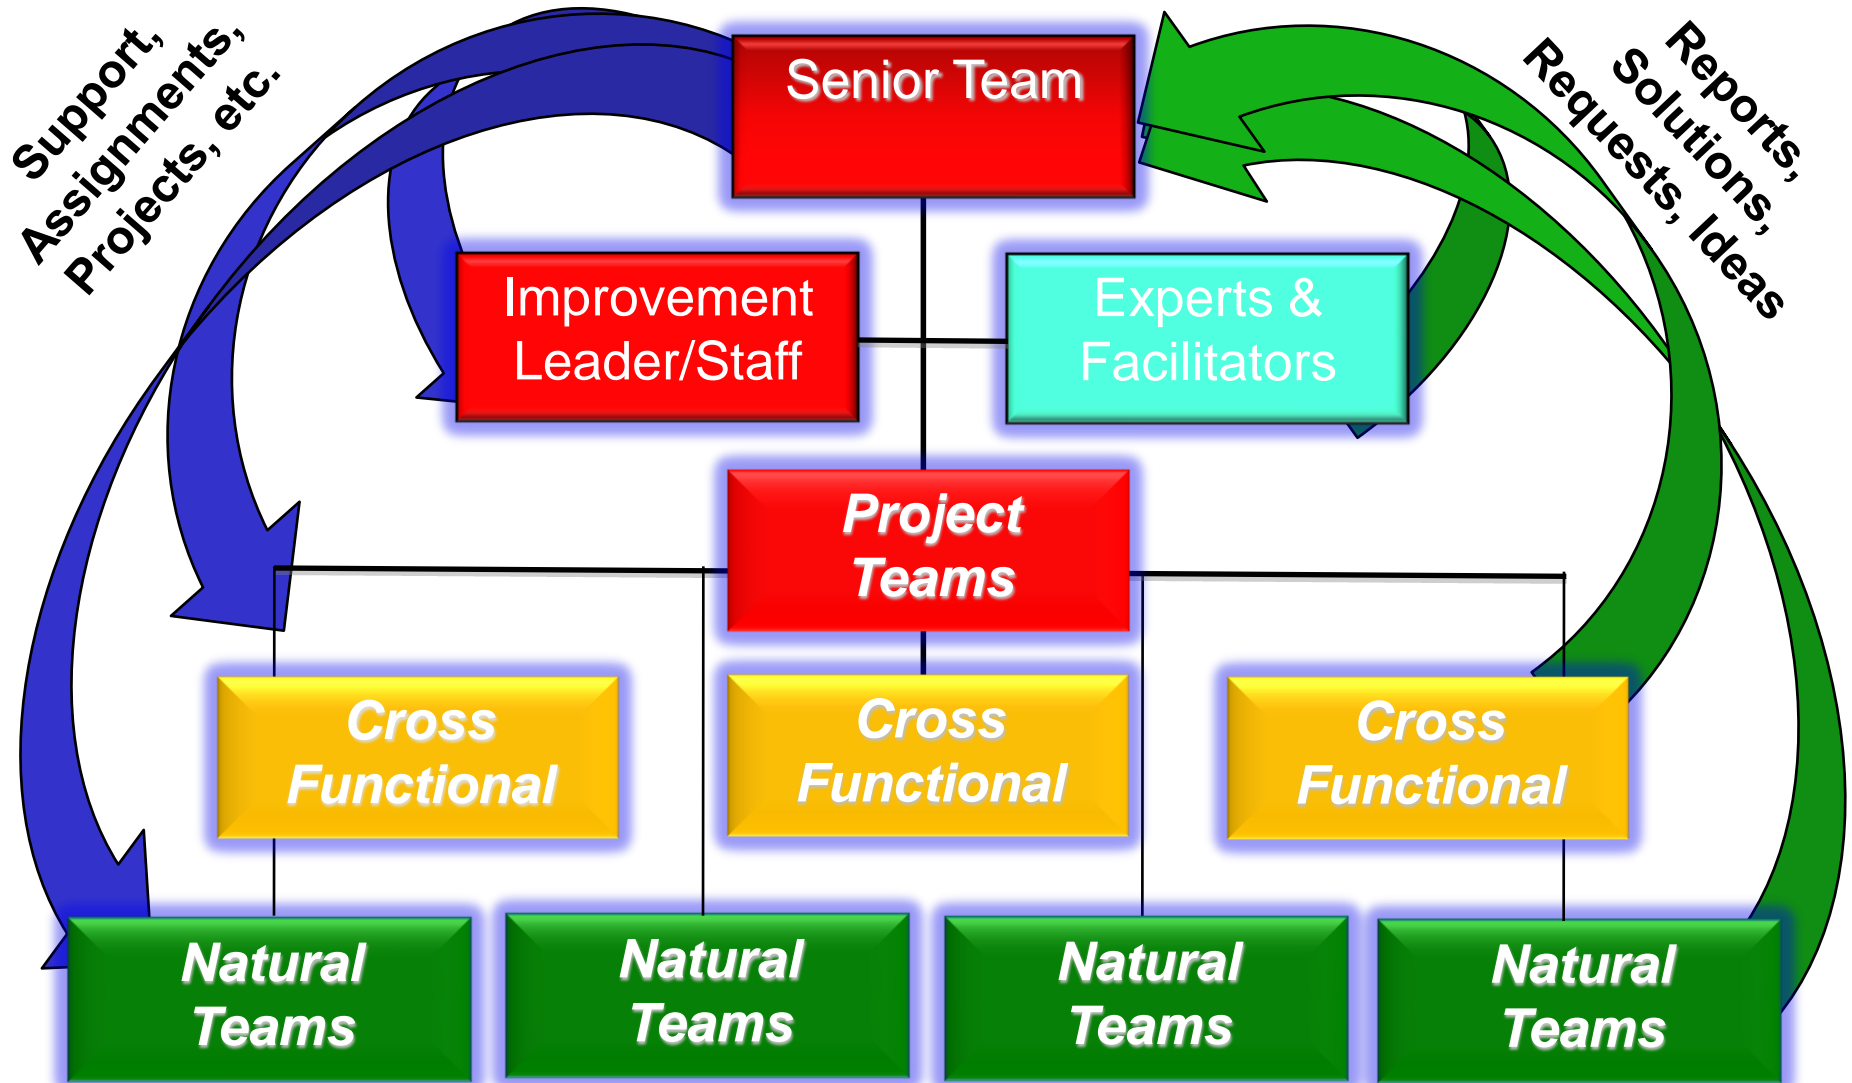 Support,
Assignments,
Projects, etc.
Senior Team
Reports,
Solutions,
Requests, Ideas
Improvement
Leader/Staff
Experts &
Facilitators
Project
Teams
Cross
Functional
Cross
Functional
Cross
Functional
Natural
Teams
Natural
Teams
Natural
Teams
Natural
Teams